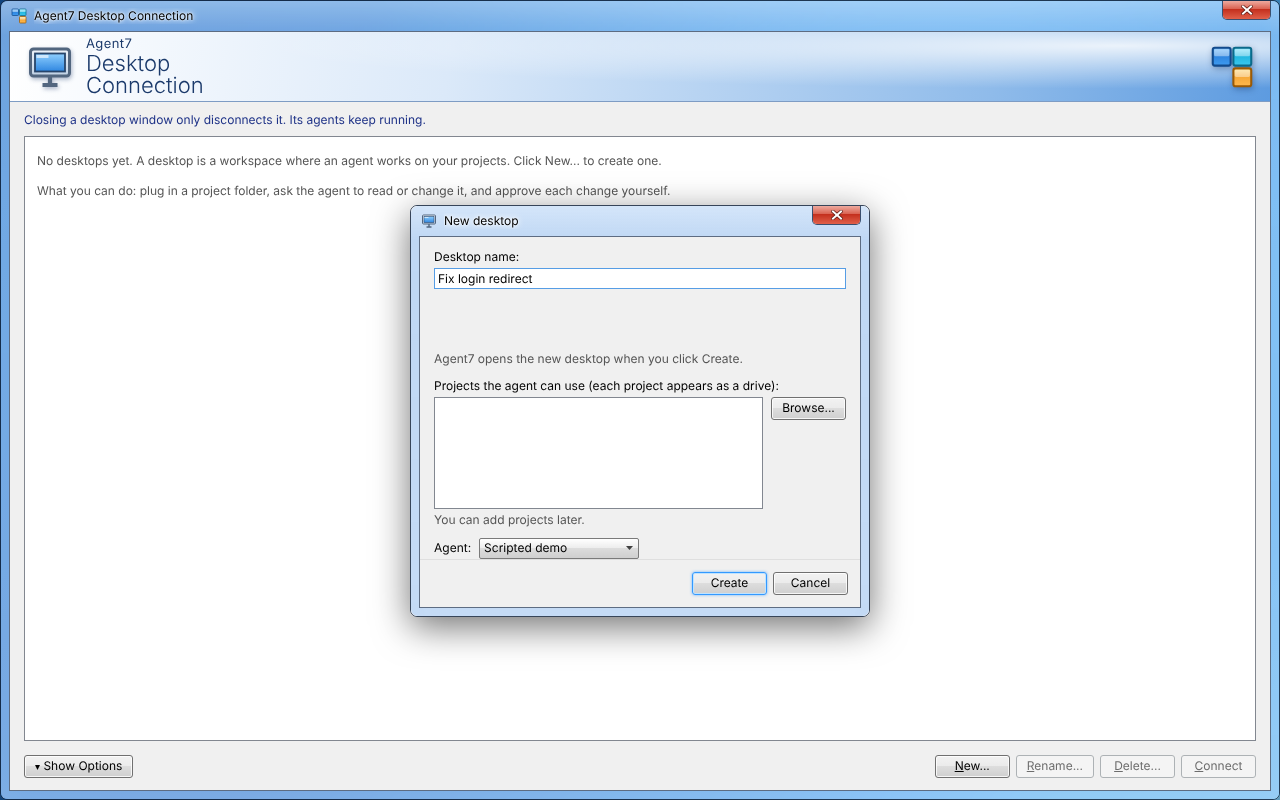 Agent7 Desktop Connection
Agent7
Desktop
Connection
Closing a desktop window only disconnects it. Its agents keep running.
No desktops yet. A desktop is a workspace where an agent works on your projects. Click New... to create one.
What you can do: plug in a project folder, ask the agent to read or change it, and approve each change yourself.
New desktop
Desktop name:
Fix login redirect
Agent7 opens the new desktop when you click Create.
Projects the agent can use (each project appears as a drive):
Browse...
You can add projects later.
Agent:
Scripted demo
Create
Cancel
Show Options
New...
Rename...
Delete...
Connect